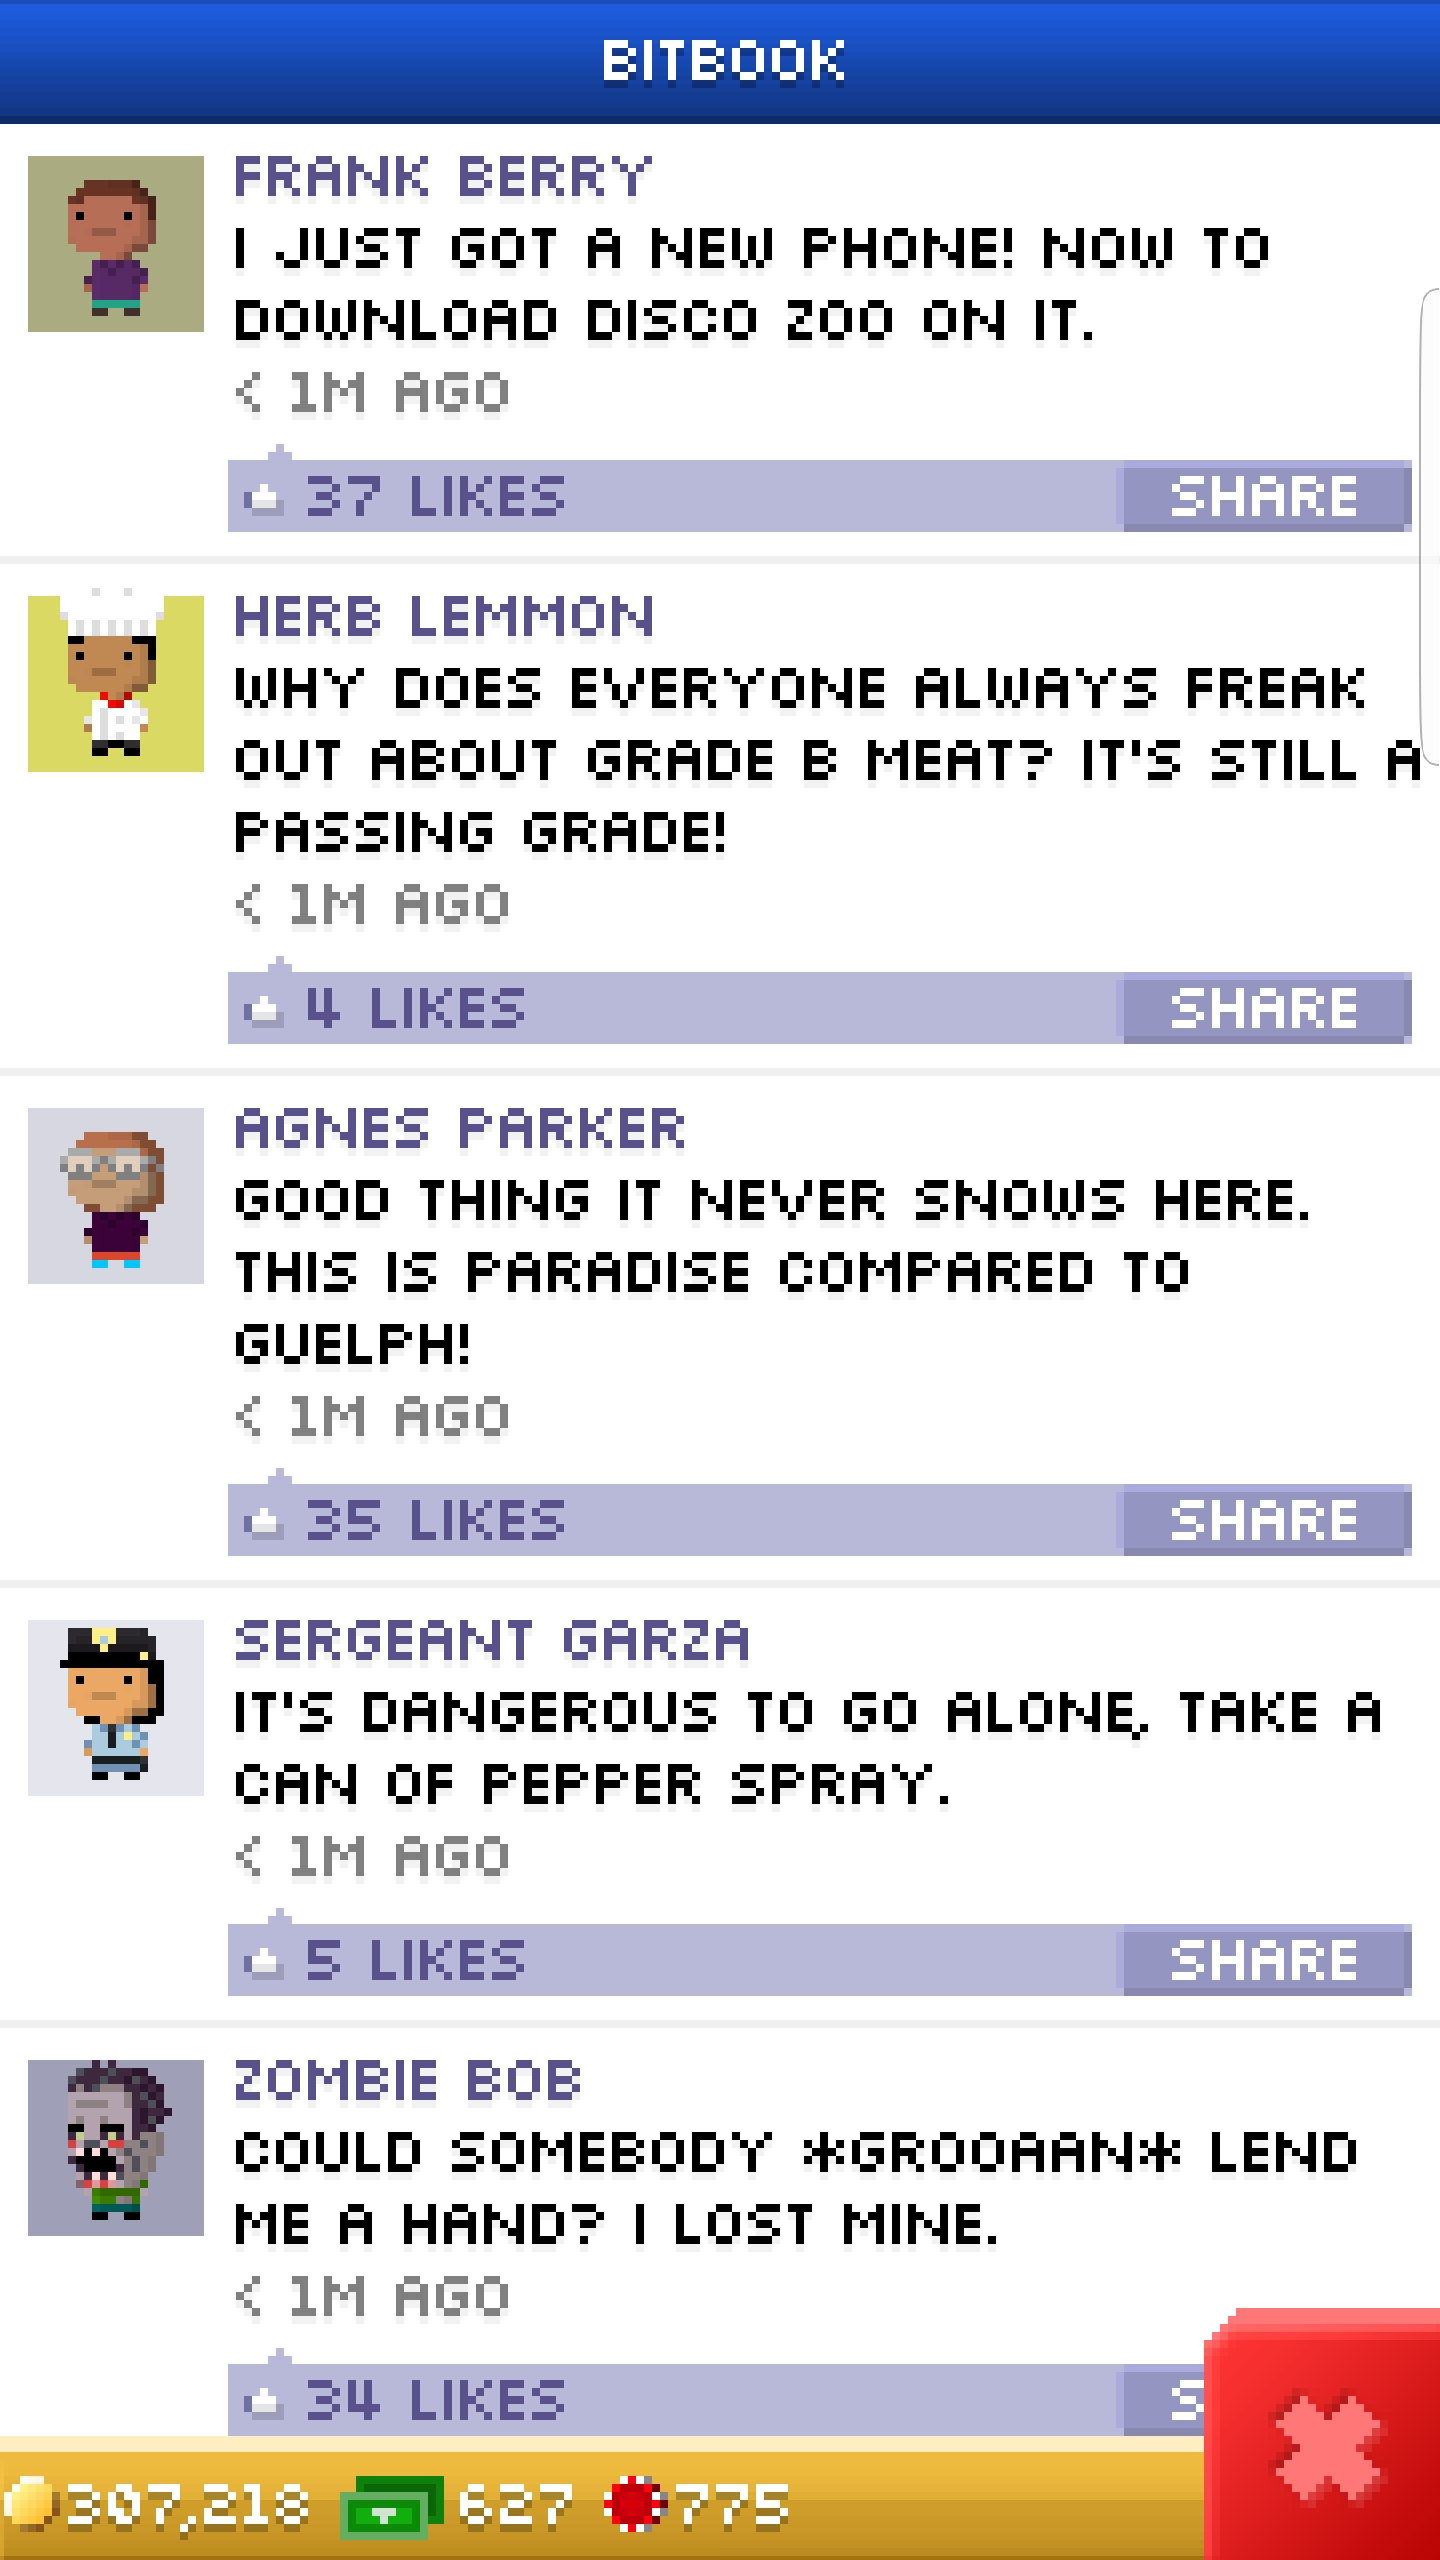 BITBOOK
FRANK BERRY
I JUST GOT A NEW PHONE! NOW TO
DOWNLOAD DISCO ZOO ON IT.
< 1M AGO
37 LIKES SHARE
HERB LEMMON
WHY DOES EVERYONE ALWAYS FREAK
OUT ABOUT GRADE B MEAT? IT'S STILL A
PASSING GRADE!
< 1M AGO
4 LIKES SHARE
AGNES PARKER
GOOD THING IT NEVER SNOWS HERE.
THIS IS PARADISE COMPARED TO
GUELPH!
< 1M AGO
35 LIKES SHARE
SERGEANT GARZA
IT'S DANGEROUS TO GO ALONE, TAKE A
CAN OF PEPPER SPRAY.
< 1M AGO
5 LIKES SHARE
ZOMBIE BOB
COULD SOMEBODY *GROOAAN* LEND
ME A HAND? I LOST MINE.
< 1M AGO
34 LIKES S
307,218 627 775